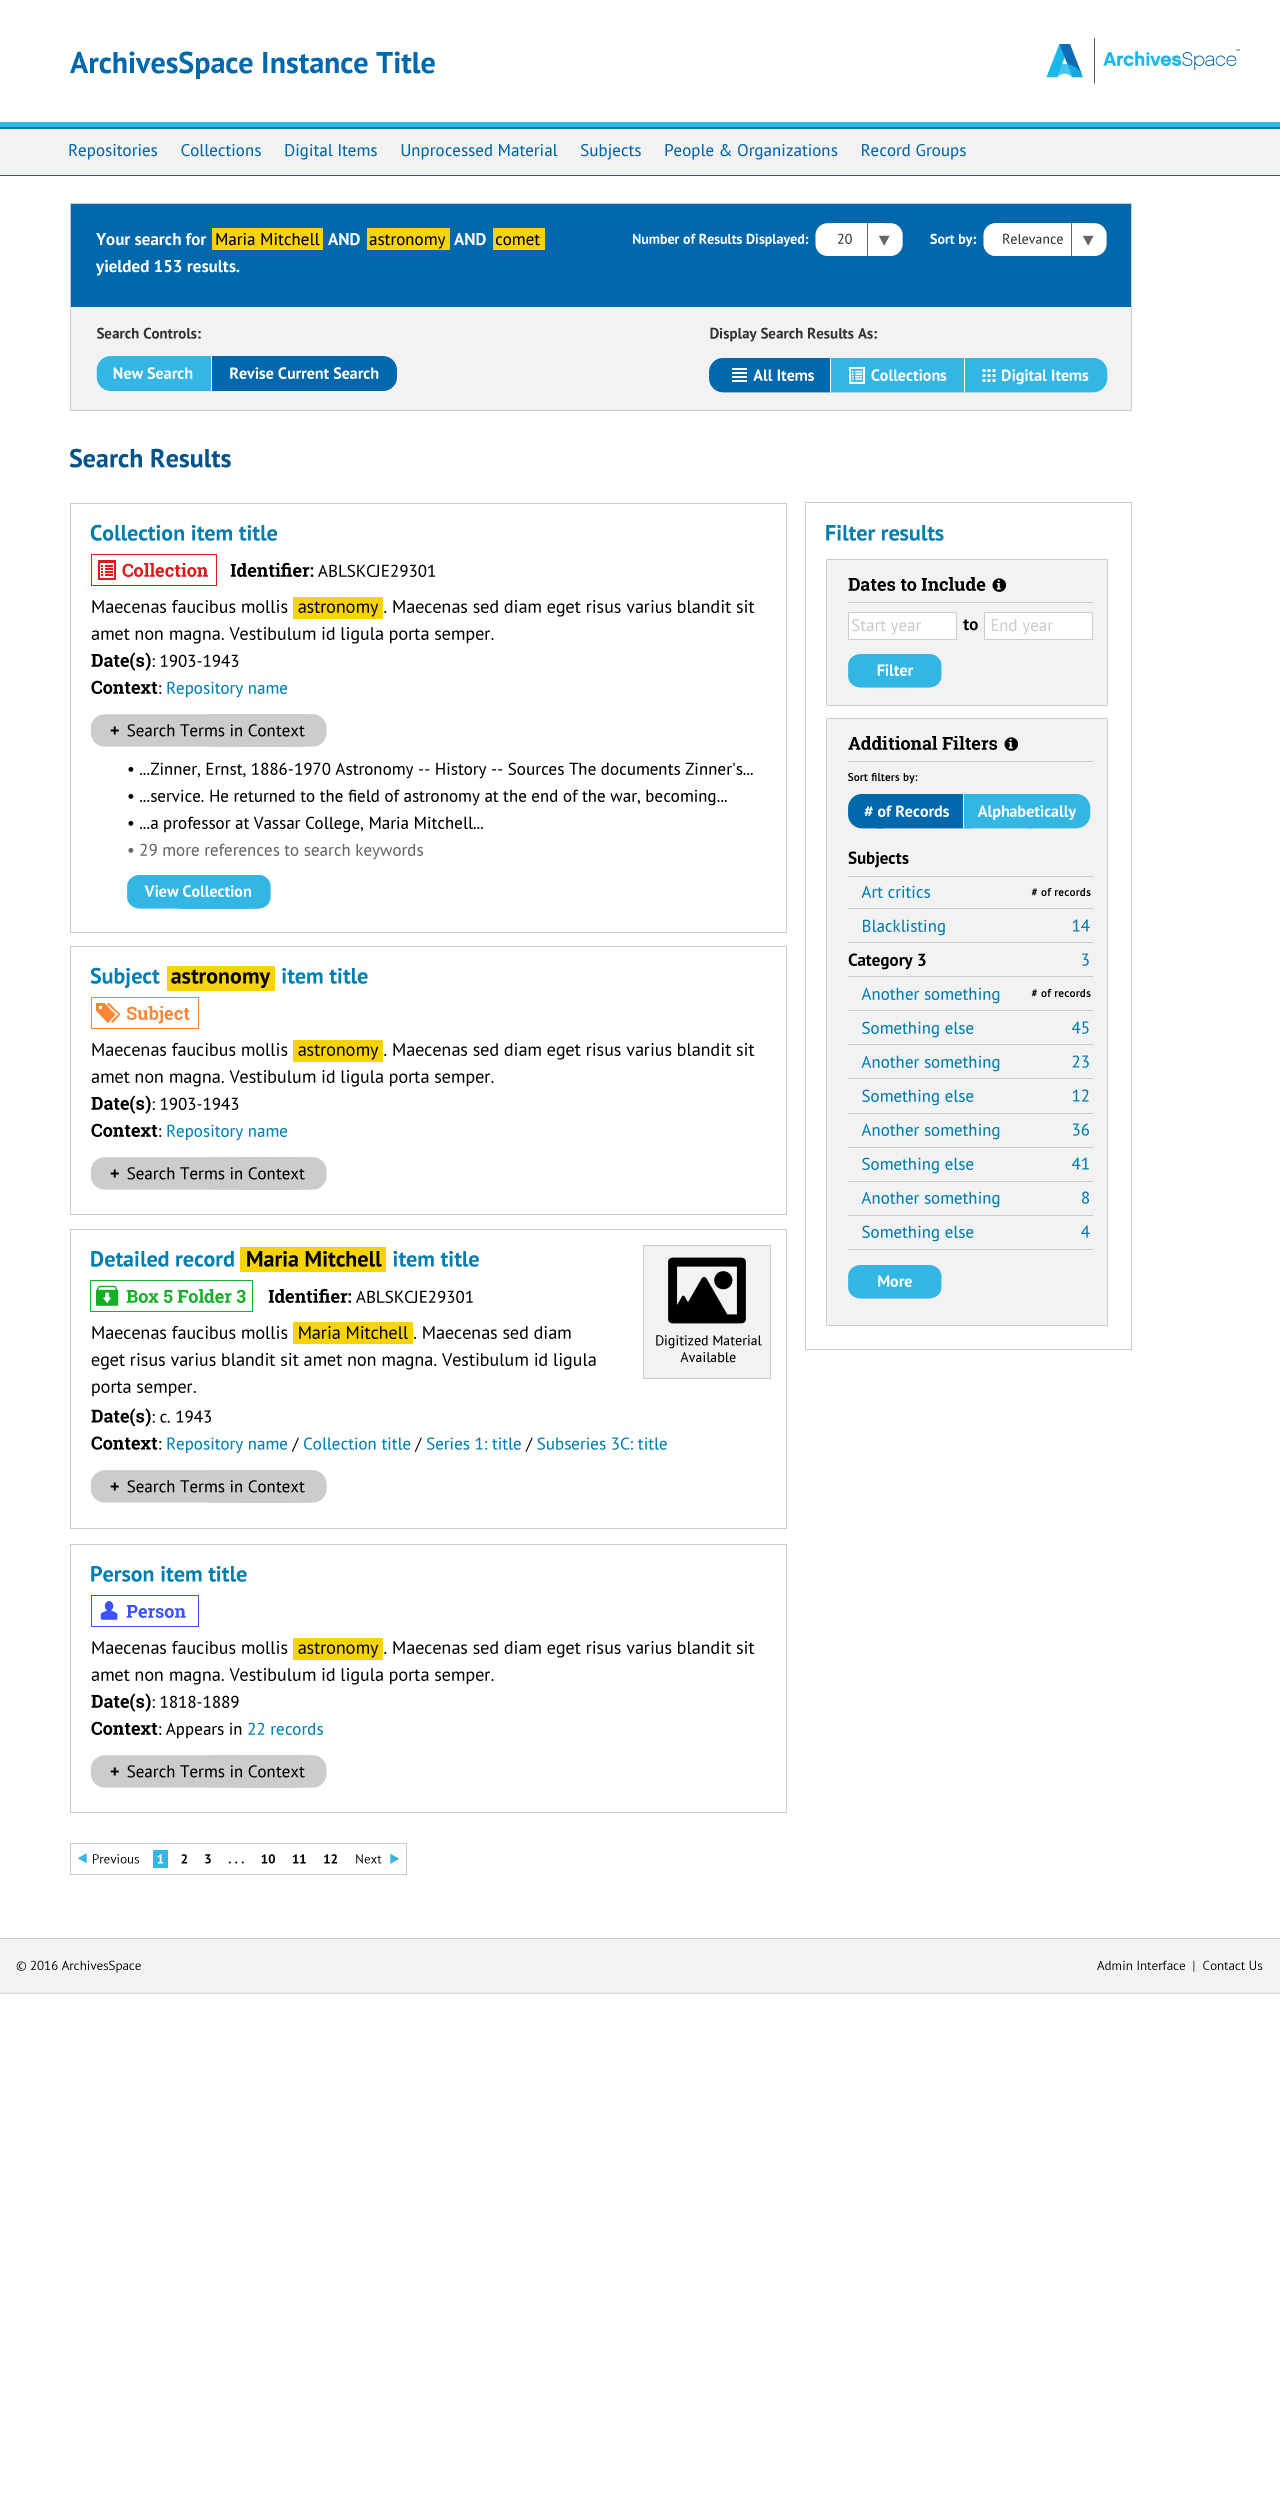 ArchivesSpace Instance Title
ArchivesSpace™
Repositories Collections Digital Items Unprocessed Material Subjects People & Organizations Record Groups
Your search for Maria Mitchell AND astronomy AND comet
yielded 153 results.
Number of Results Displayed: 20 ▼ Sort by: Relevance ▼
Search Controls:
New Search Revise Current Search
Display Search Results As:
All Items Collections Digital Items
Search Results
Collection item title
Collection Identifier: ABLSKCJE29301
Maecenas faucibus mollis astronomy. Maecenas sed diam eget risus varius blandit sit
amet non magna. Vestibulum id ligula porta semper.
Date(s): 1903-1943
Context: Repository name
+ Search Terms in Context
• ...Zinner, Ernst, 1886-1970 Astronomy -- History -- Sources The documents Zinner's...
• ...service. He returned to the field of astronomy at the end of the war, becoming...
• ...a professor at Vassar College, Maria Mitchell...
• 29 more references to search keywords
View Collection
Subject astronomy item title
Subject
Maecenas faucibus mollis astronomy. Maecenas sed diam eget risus varius blandit sit
amet non magna. Vestibulum id ligula porta semper.
Date(s): 1903-1943
Context: Repository name
+ Search Terms in Context
Detailed record Maria Mitchell item title
Box 5 Folder 3 Identifier: ABLSKCJE29301
Maecenas faucibus mollis Maria Mitchell. Maecenas sed diam
eget risus varius blandit sit amet non magna. Vestibulum id ligula
porta semper.
Date(s): c. 1943
Context: Repository name / Collection title / Series 1: title / Subseries 3C: title
+ Search Terms in Context
Digitized Material
Available
Person item title
Person
Maecenas faucibus mollis astronomy. Maecenas sed diam eget risus varius blandit sit
amet non magna. Vestibulum id ligula porta semper.
Date(s): 1818-1889
Context: Appears in 22 records
+ Search Terms in Context
Previous 1 2 3 ... 10 11 12 Next
Filter results
Dates to Include
Start year to End year
Filter
Additional Filters
Sort filters by:
# of Records Alphabetically
Subjects
Art critics # of records
Blacklisting 14
Category 3 3
Another something # of records
Something else 45
Another something 23
Something else 12
Another something 36
Something else 41
Another something 8
Something else 4
More
© 2016 ArchivesSpace
Admin Interface | Contact Us